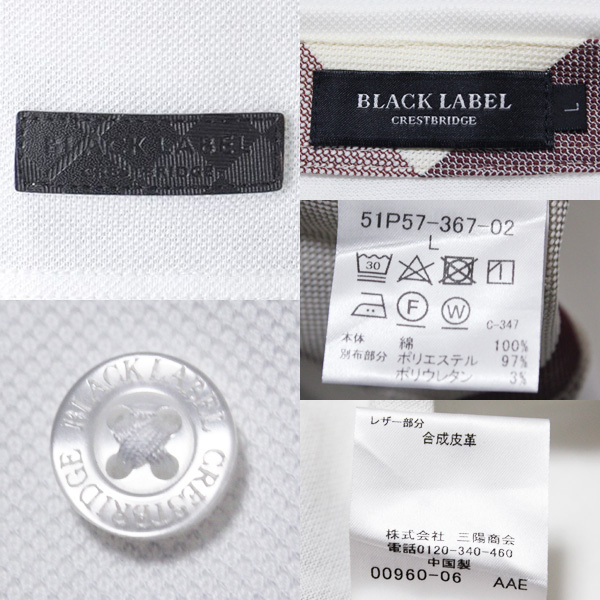 BLACK LABEL
CRESTBRIDGE
BLACK LABEL
CRESTBRIDGE
L
51P57-367-02
L
30
F
W
C-347
本体 綿 100%
別布部分 ポリエステル 97%
ポリウレタン 3%
BLACK LABEL CRESTBRIDGE
レザー部分
合成皮革
株式会社 三陽商会
電話0120-340-460
中国製
00960-06 AAE